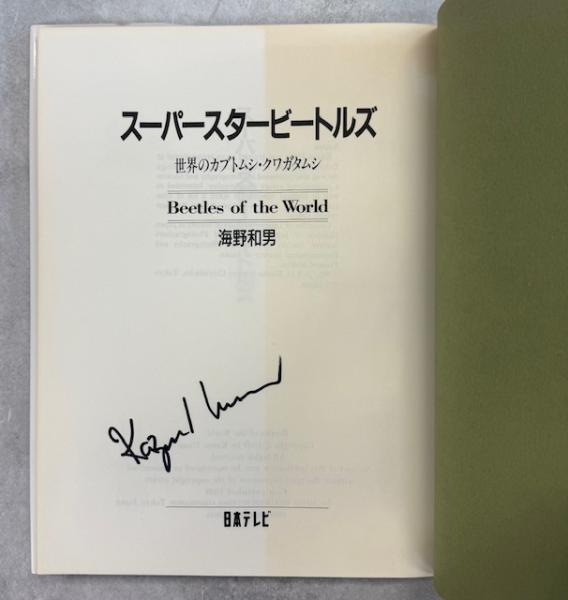 スーパースタービートルズ
世界のカブトムシ・クワガタムシ
Beetles of the World
海野和男
日本テレビ